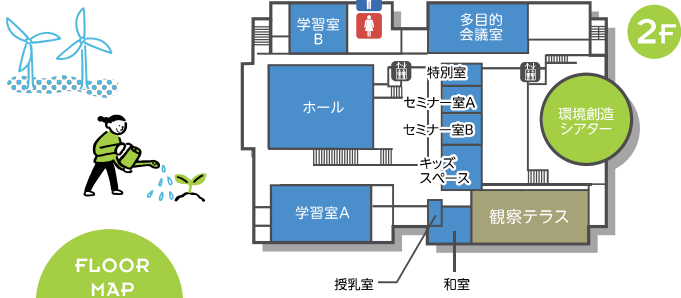 学習室
B
多目的
会議室
2F
特別室
セミナー室A
ホール
環境創造
シアター
セミナー室B
キッズ
スペース
学習室A
観察テラス
授乳室
和室
FLOOR
MAP